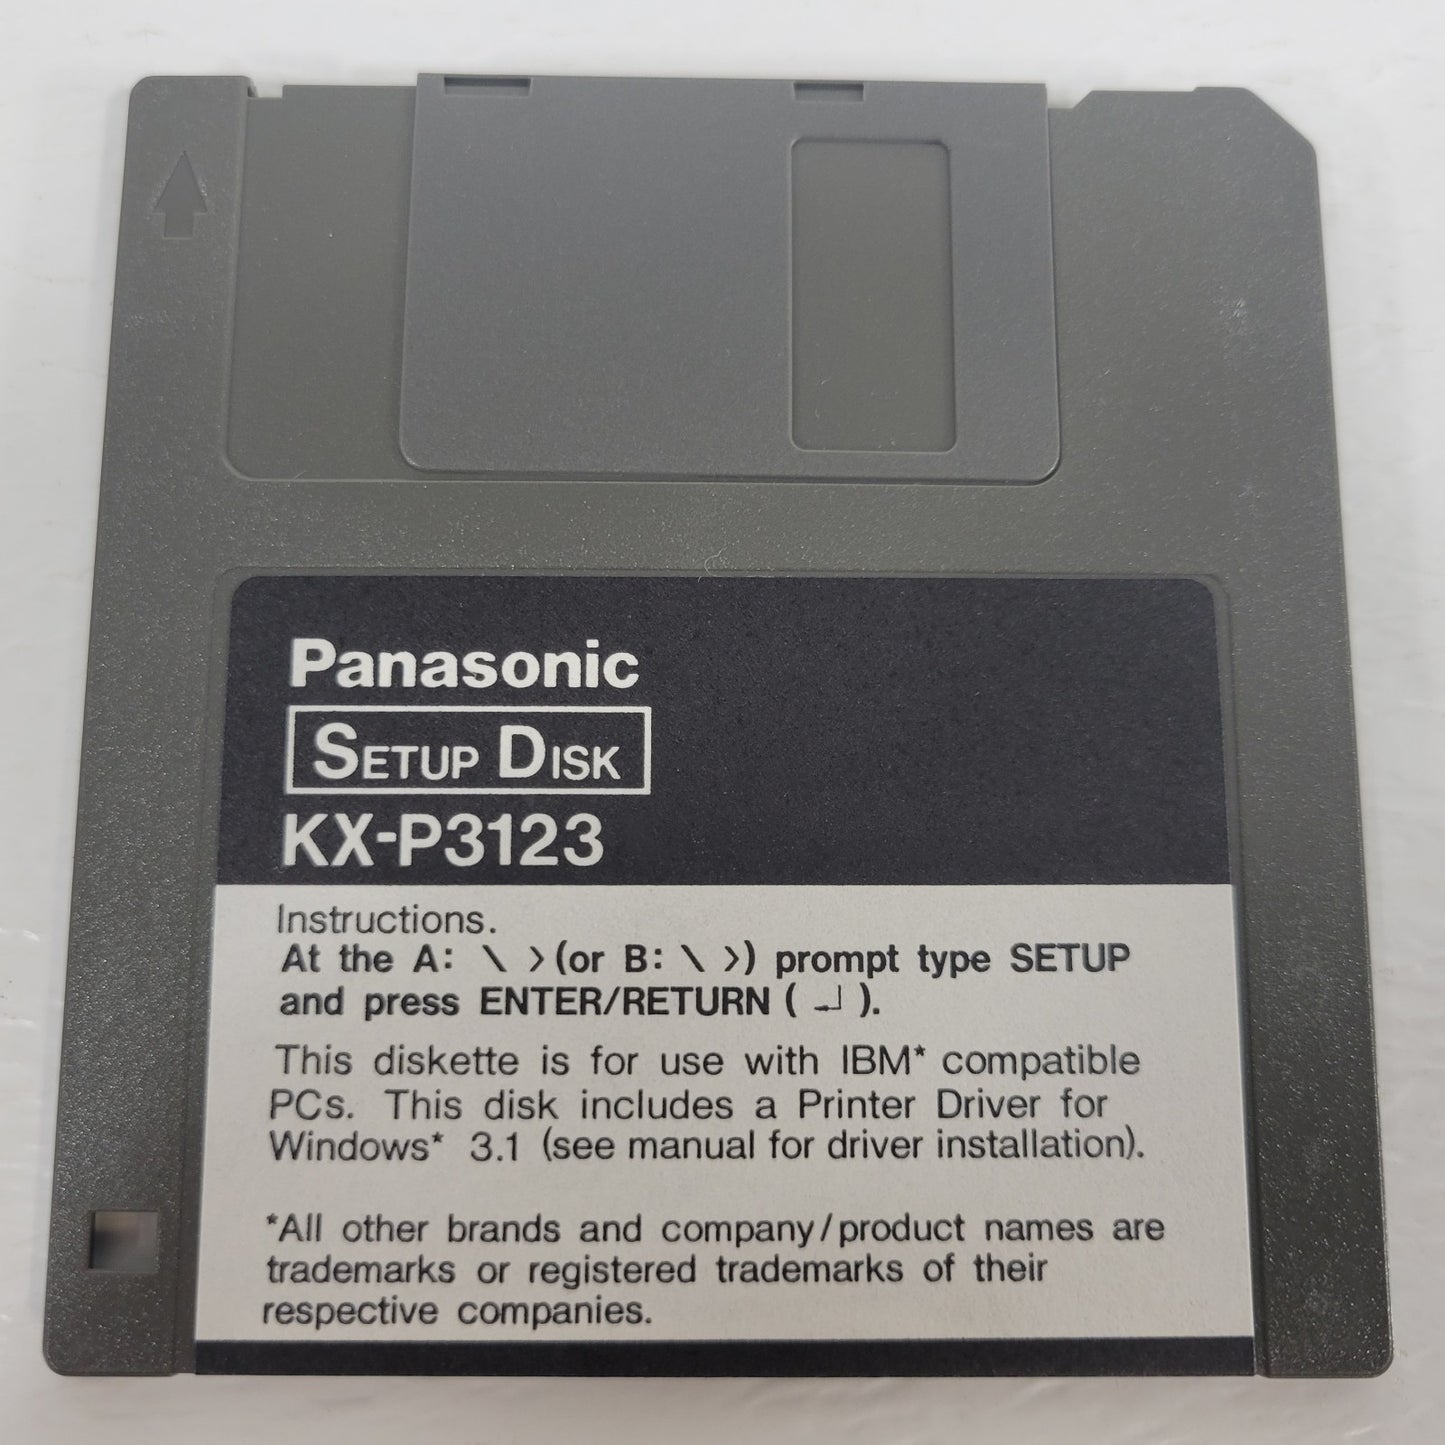 Panasonic
SETUP DISK
KX-P3123
Instructions.
At the A: \ >(or B: \ >) prompt type SETUP
and press ENTER/RETURN ( ↵ ).
This diskette is for use with IBM* compatible
PCs. This disk includes a Printer Driver for
Windows* 3.1 (see manual for driver installation).
*All other brands and company/product names are
trademarks or registered trademarks of their
respective companies.